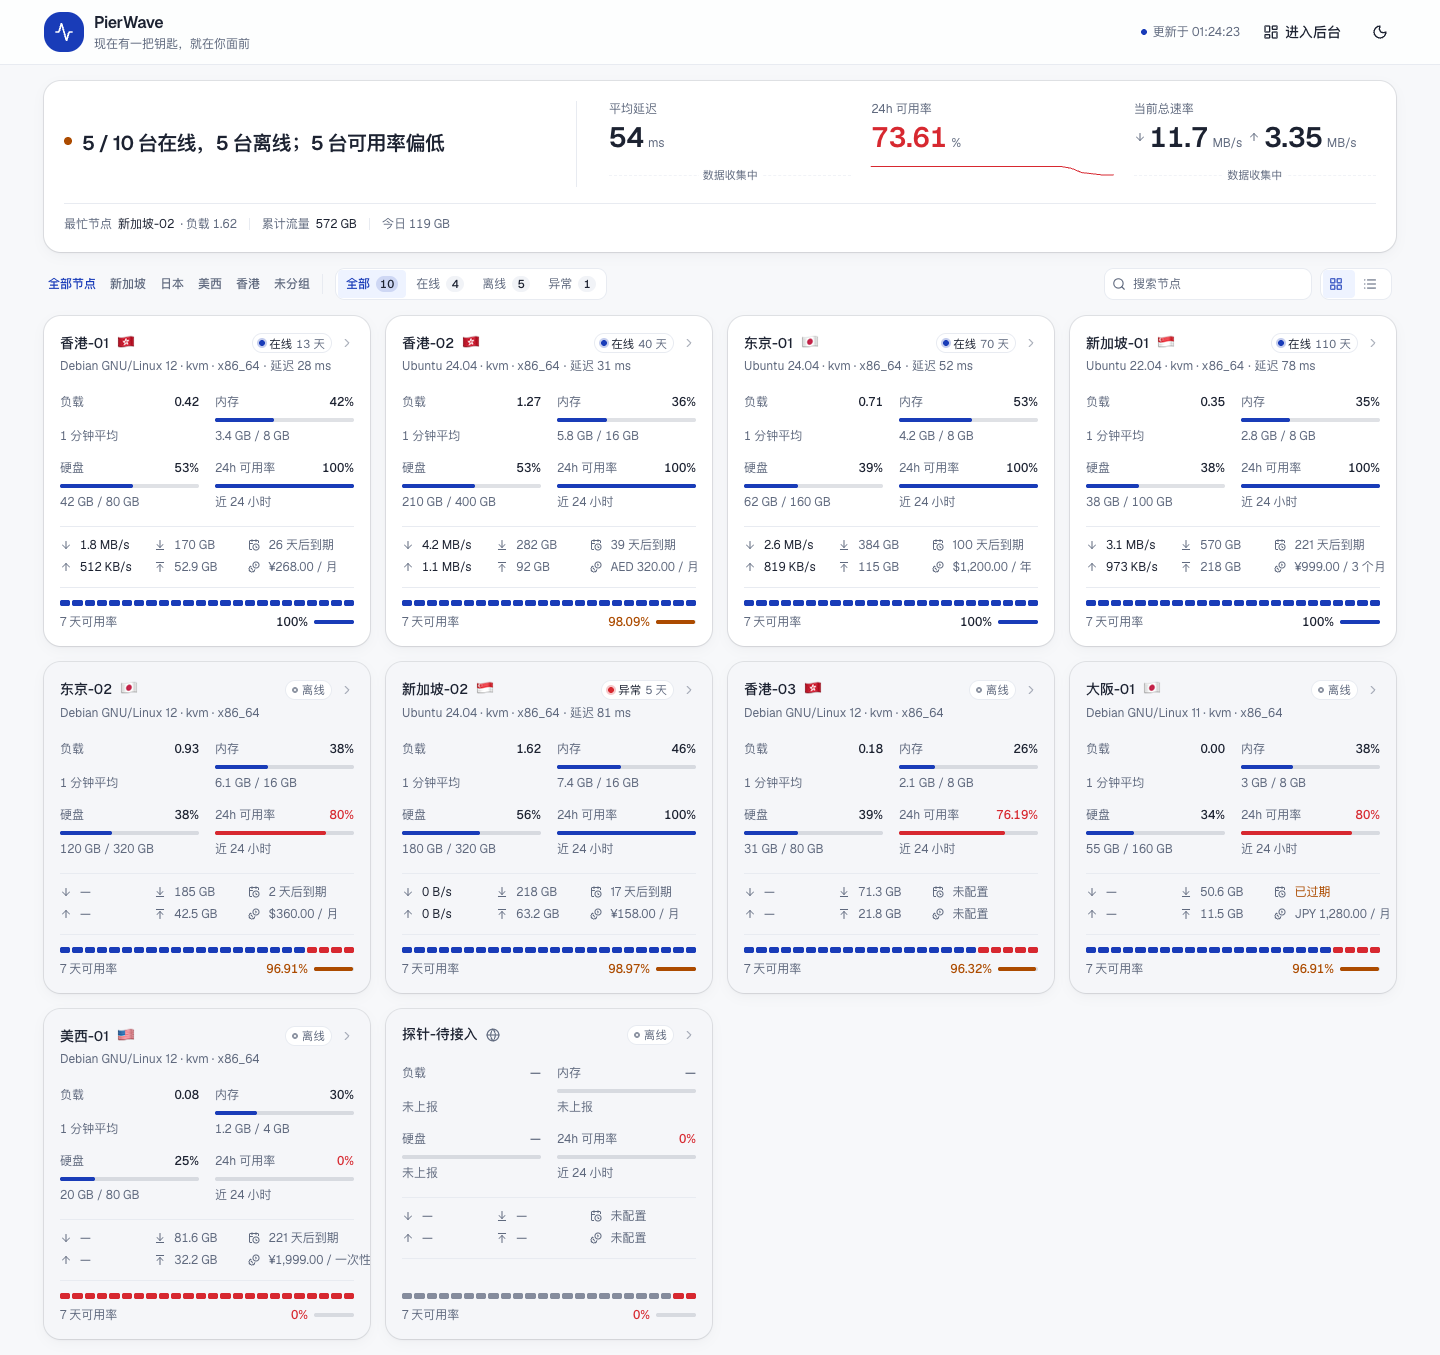 PierWave
现在有一把钥匙，就在你面前
更新于 01:24:23
进入后台
5 / 10 台在线，5 台离线；5 台可用率偏低
平均延迟
54 ms
数据收集中
24h 可用率
73.61 %
当前总速率
11.7 MB/s 3.35 MB/s
数据收集中
最忙节点 新加坡-02 · 负载 1.62 累计流量 572 GB 今日 119 GB
全部节点 新加坡 日本 美西 香港 未分组 全部 10 在线 4 离线 5 异常 1 搜索节点
香港-01 在线 13 天
Debian GNU/Linux 12 · kvm · x86_64 · 延迟 28 ms
负载 0.42 内存 42%
1 分钟平均 3.4 GB / 8 GB
硬盘 53% 24h 可用率 100%
42 GB / 80 GB 近 24 小时
1.8 MB/s 170 GB 26 天后到期
512 KB/s 52.9 GB ¥268.00 / 月
7 天可用率 100%
香港-02 在线 40 天
Ubuntu 24.04 · kvm · x86_64 · 延迟 31 ms
负载 1.27 内存 36%
1 分钟平均 5.8 GB / 16 GB
硬盘 53% 24h 可用率 100%
210 GB / 400 GB 近 24 小时
4.2 MB/s 282 GB 39 天后到期
1.1 MB/s 92 GB AED 320.00 / 月
7 天可用率 98.09%
东京-01 在线 70 天
Ubuntu 24.04 · kvm · x86_64 · 延迟 52 ms
负载 0.71 内存 53%
1 分钟平均 4.2 GB / 8 GB
硬盘 39% 24h 可用率 100%
62 GB / 160 GB 近 24 小时
2.6 MB/s 384 GB 100 天后到期
819 KB/s 115 GB $1,200.00 / 年
7 天可用率 100%
新加坡-01 在线 110 天
Ubuntu 22.04 · kvm · x86_64 · 延迟 78 ms
负载 0.35 内存 35%
1 分钟平均 2.8 GB / 8 GB
硬盘 38% 24h 可用率 100%
38 GB / 100 GB 近 24 小时
3.1 MB/s 570 GB 221 天后到期
973 KB/s 218 GB ¥999.00 / 3 个月
7 天可用率 100%
东京-02 离线
Debian GNU/Linux 12 · kvm · x86_64
负载 0.93 内存 38%
1 分钟平均 6.1 GB / 16 GB
硬盘 38% 24h 可用率 80%
120 GB / 320 GB 近 24 小时
— 185 GB 2 天后到期
— 42.5 GB $360.00 / 月
7 天可用率 96.91%
新加坡-02 异常 5 天
Ubuntu 24.04 · kvm · x86_64 · 延迟 81 ms
负载 1.62 内存 46%
1 分钟平均 7.4 GB / 16 GB
硬盘 56% 24h 可用率 100%
180 GB / 320 GB 近 24 小时
0 B/s 218 GB 17 天后到期
0 B/s 63.2 GB ¥158.00 / 月
7 天可用率 98.97%
香港-03 离线
Debian GNU/Linux 12 · kvm · x86_64
负载 0.18 内存 26%
1 分钟平均 2.1 GB / 8 GB
硬盘 39% 24h 可用率 76.19%
31 GB / 80 GB 近 24 小时
— 71.3 GB 未配置
— 21.8 GB 未配置
7 天可用率 96.32%
大阪-01 离线
Debian GNU/Linux 11 · kvm · x86_64
负载 0.00 内存 38%
1 分钟平均 3 GB / 8 GB
硬盘 34% 24h 可用率 80%
55 GB / 160 GB 近 24 小时
— 50.6 GB 已过期
— 11.5 GB JPY 1,280.00 / 月
7 天可用率 96.91%
美西-01 离线
Debian GNU/Linux 12 · kvm · x86_64
负载 0.08 内存 30%
1 分钟平均 1.2 GB / 4 GB
硬盘 25% 24h 可用率 0%
20 GB / 80 GB 近 24 小时
— 81.6 GB 221 天后到期
— 32.2 GB ¥1,999.00 / 一次性
7 天可用率 0%
探针-待接入 离线
负载 — 内存 —
未上报 未上报
硬盘 — 24h 可用率 0%
未上报 近 24 小时
— — 未配置
— — 未配置
7 天可用率 0%